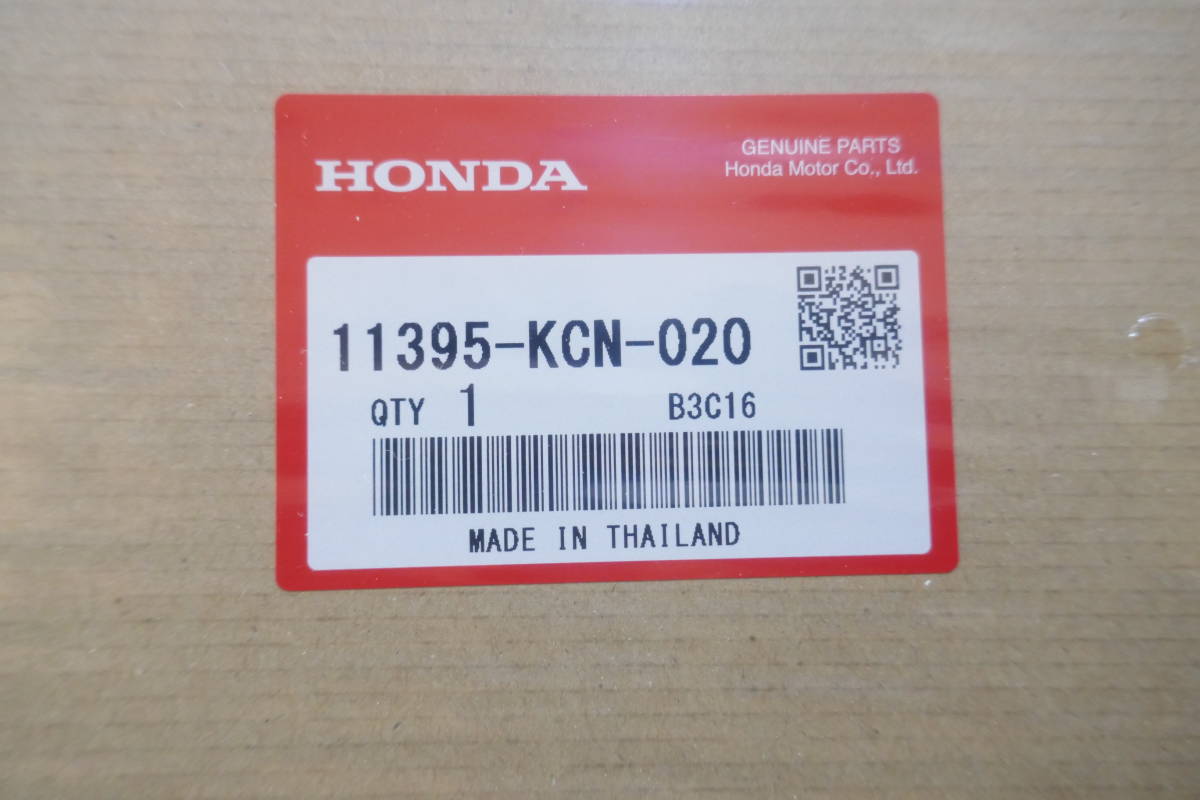 HONDA
GENUINE PARTS
Honda Motor Co., Ltd.
11395-KCN-020
QTY 1 B3C16
MADE IN THAILAND